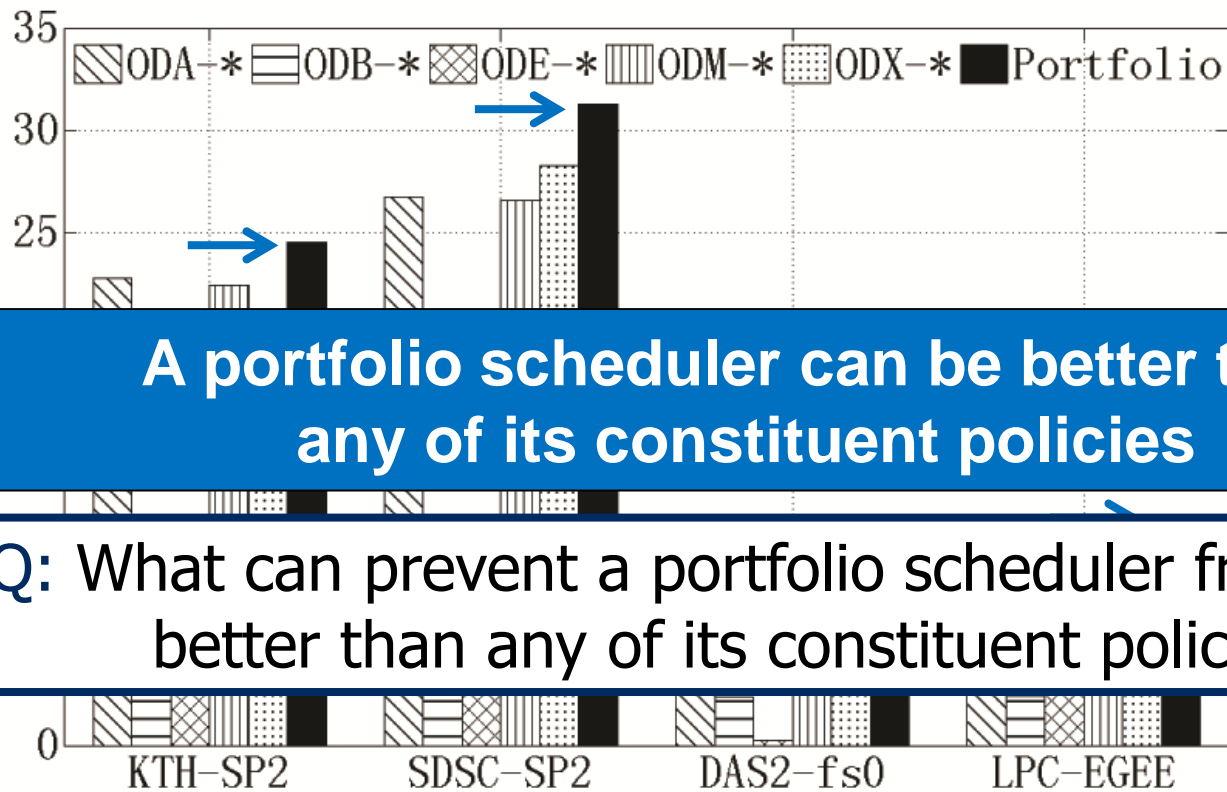 35
ODA-* ODB-* ODE-* ODM-* ODX-* Portfolio
30
25
A portfolio scheduler can be better
any of its constituent policies
Q: What can prevent a portfolio scheduler
better than any of its constituent
0
KTH-SP2 SDSC-SP2 DAS2-fs0 LPC-EGEE